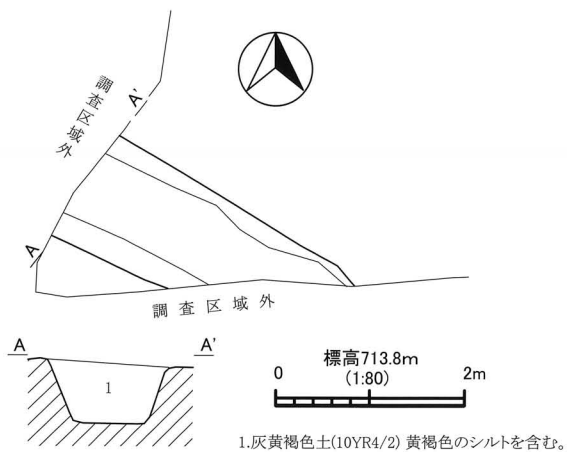 調査区域外
A'
A
調査区域外
A
A'
1
標高713.8m
(1:80)
0
2m
1.灰黄褐色土(10YR4/2) 黄褐色のシルトを含む。